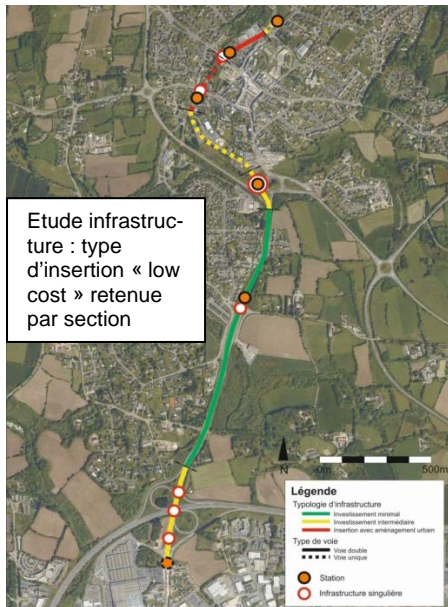 Etude infrastruc-
ture : type
d'insertion « low
cost » retenue
par section
N
0m
500m
Légende
Typologie d'infrastructure
Investissement minimal
Investissement intermédiaire
Insertion avec aménagement urbain
Type de voie
Voie double
Voie unique
Station
Infrastructure singulière